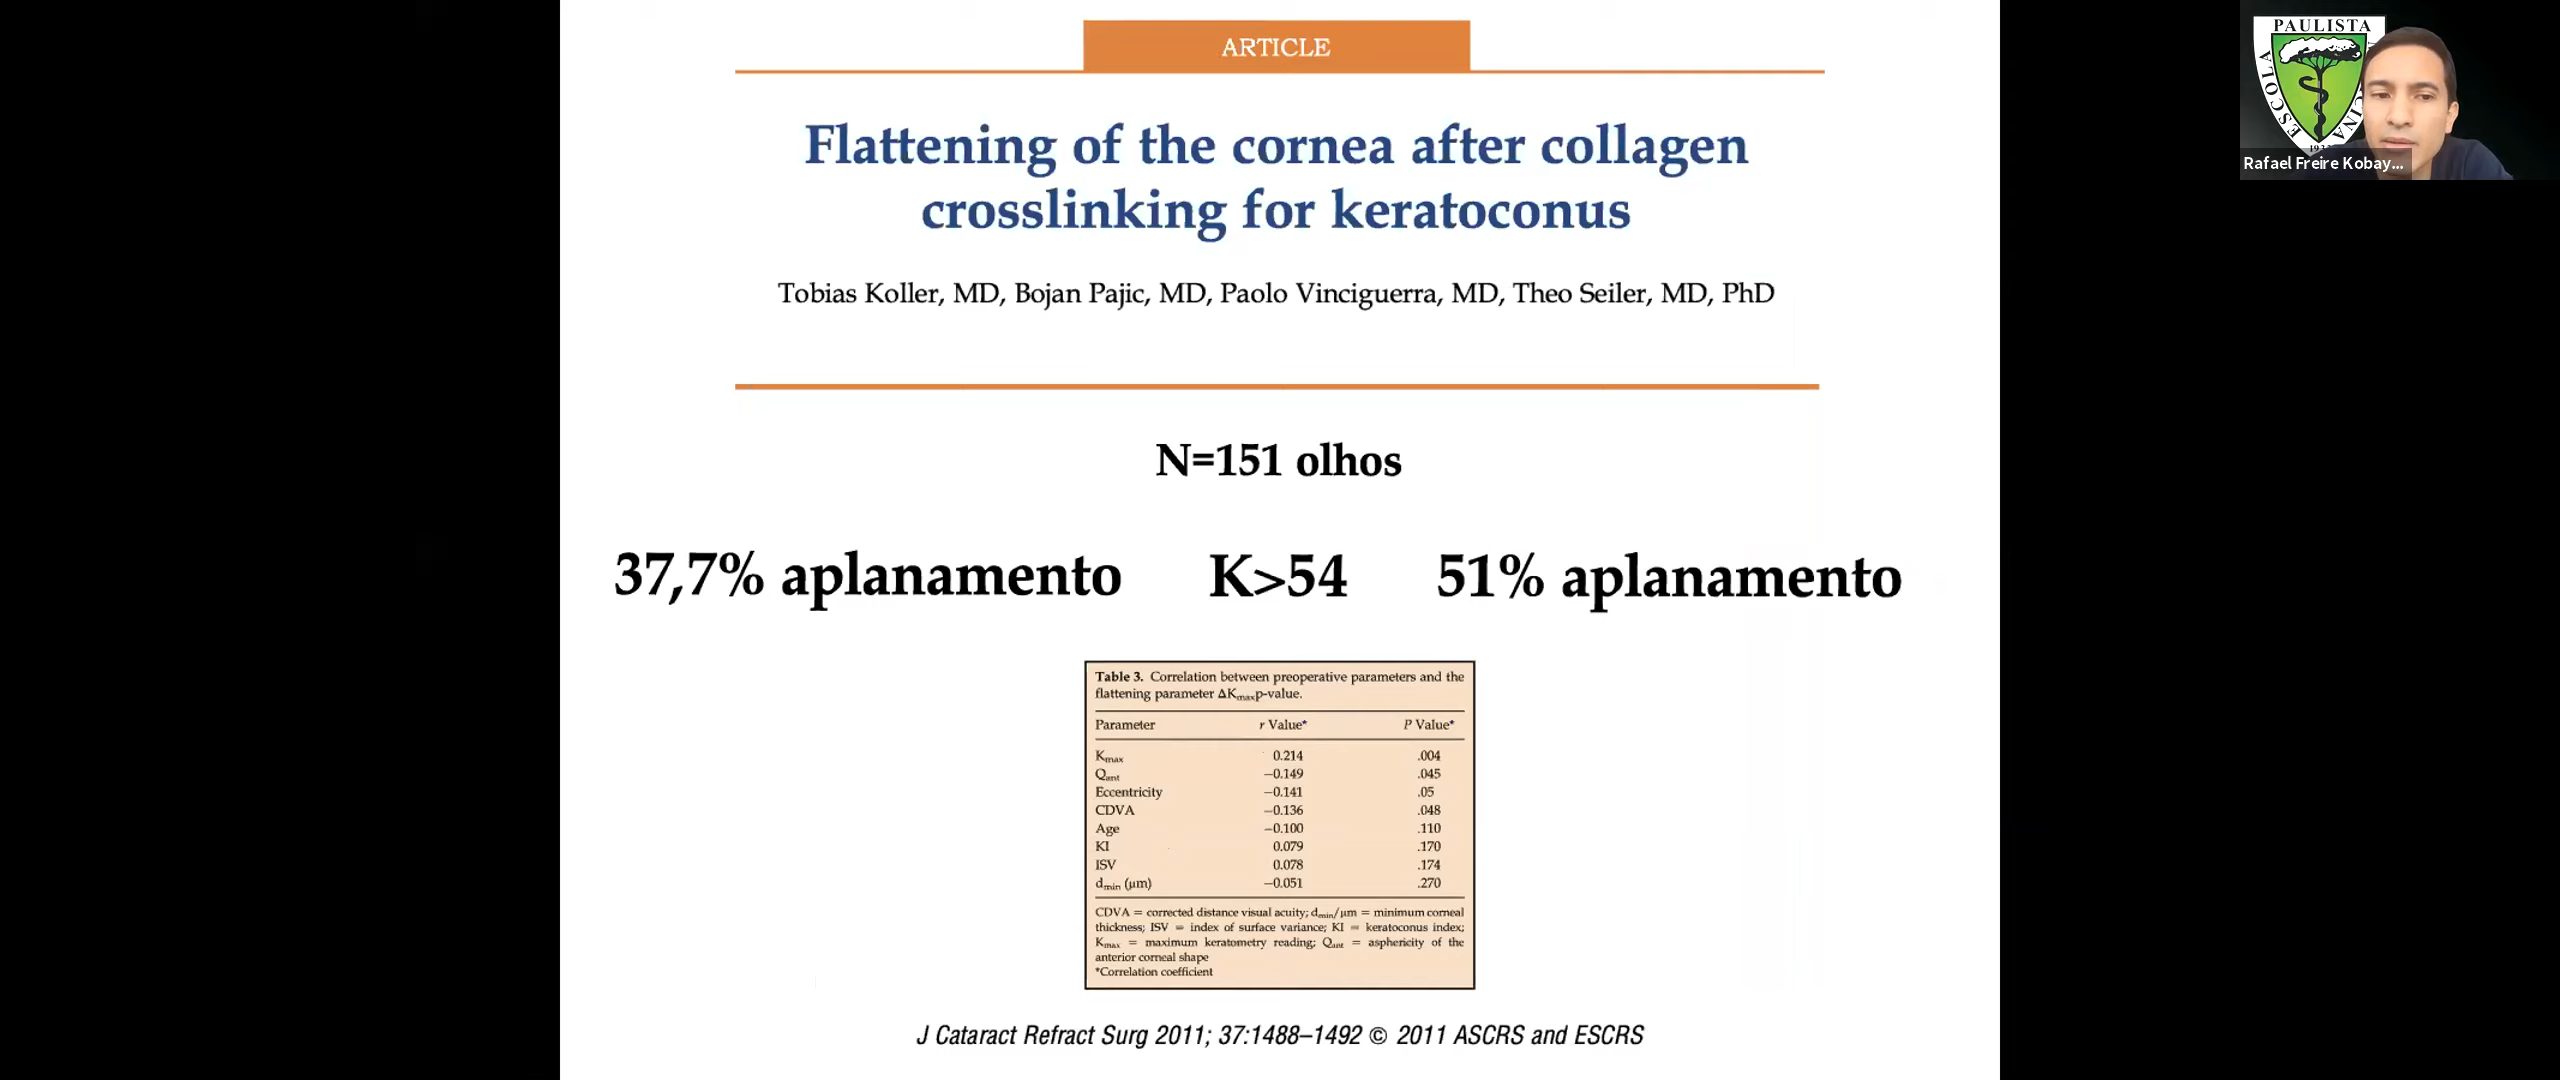 ARTICLE
Flattening of the cornea after collagen
crosslinking for keratoconus
Tobias Koller, MD, Bojan Pajic, MD, Paolo Vinciguerra, MD, Theo Seiler, MD, PhD
N=151 olhos
37,7% aplanamento K>54 51% aplanamento
Table 3. Correlation between preoperative parameters and the
flattening parameter ΔKmaxp-value.
Parameter r Value* P Value*
Kmax 0.214 .004
Qant −0.149 .045
Eccentricity −0.141 .05
CDVA −0.136 .048
Age −0.100 .110
KI 0.079 .170
ISV 0.078 .174
dmin (μm) −0.051 .270
CDVA = corrected distance visual acuity; dmin/μm = minimum corneal
thickness; ISV = index of surface variance; KI = keratoconus index;
Kmax = maximum keratometry reading; Qant = asphericity of the
anterior corneal shape
*Correlation coefficient
J Cataract Refract Surg 2011; 37:1488–1492 © 2011 ASCRS and ESCRS
PAULISTA
ESCOLA
Rafael Freire Kobay...